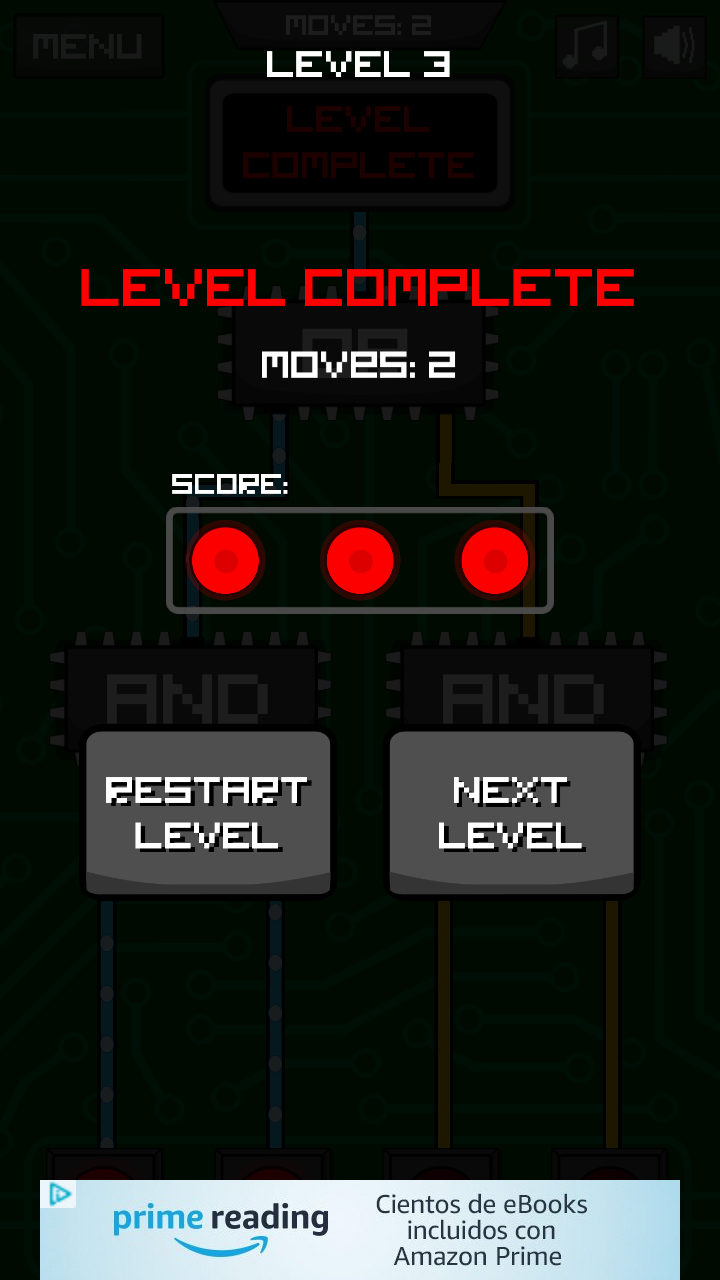 MENU
MOVES: 2
LEVEL 3
LEVEL
COMPLETE
LEVEL COMPLETE
OR
MOVES: 2
SCORE:
AND
AND
RESTART
LEVEL
NEXT
LEVEL
prime reading
Cientos de eBooks
incluidos con
Amazon Prime